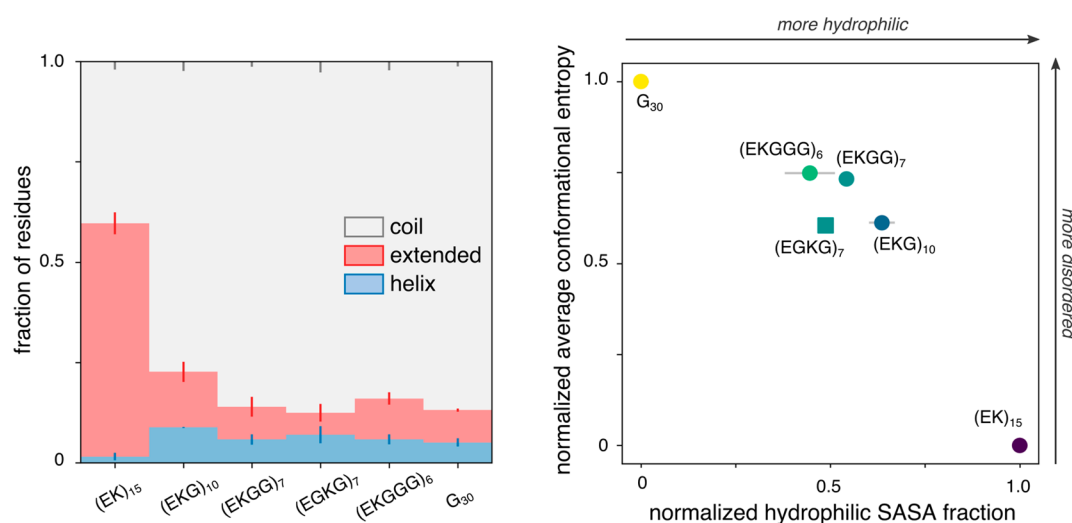 fraction of residues
1.0
0.5
0
coil
extended
helix
(EK)₁₅
(EKG)₁₀
(EKGG)₇
(EGKG)₇
(EKGGG)₆
G₃₀
more hydrophilic
normalized average conformational entropy
1.0
0.5
0
G₃₀
(EKGGG)₆
(EKGG)₇
(EGKG)₇
(EKG)₁₀
(EK)₁₅
more disordered
0
0.5
1.0
normalized hydrophilic SASA fraction